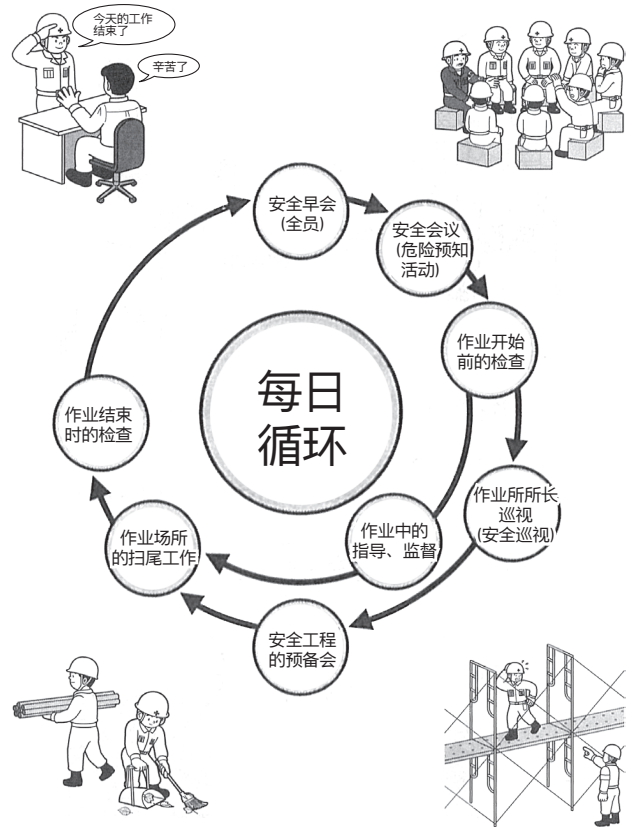 今天的工作
结束了
辛苦了
安全早会
(全员)
安全会议
(危险预知
活动)
作业开始
前的检查
每日
循环
作业结束
时的检查
作业所所长
巡视
(安全巡视)
作业中的
指导、监督
作业场所
的扫尾工作
安全工程
的预备会